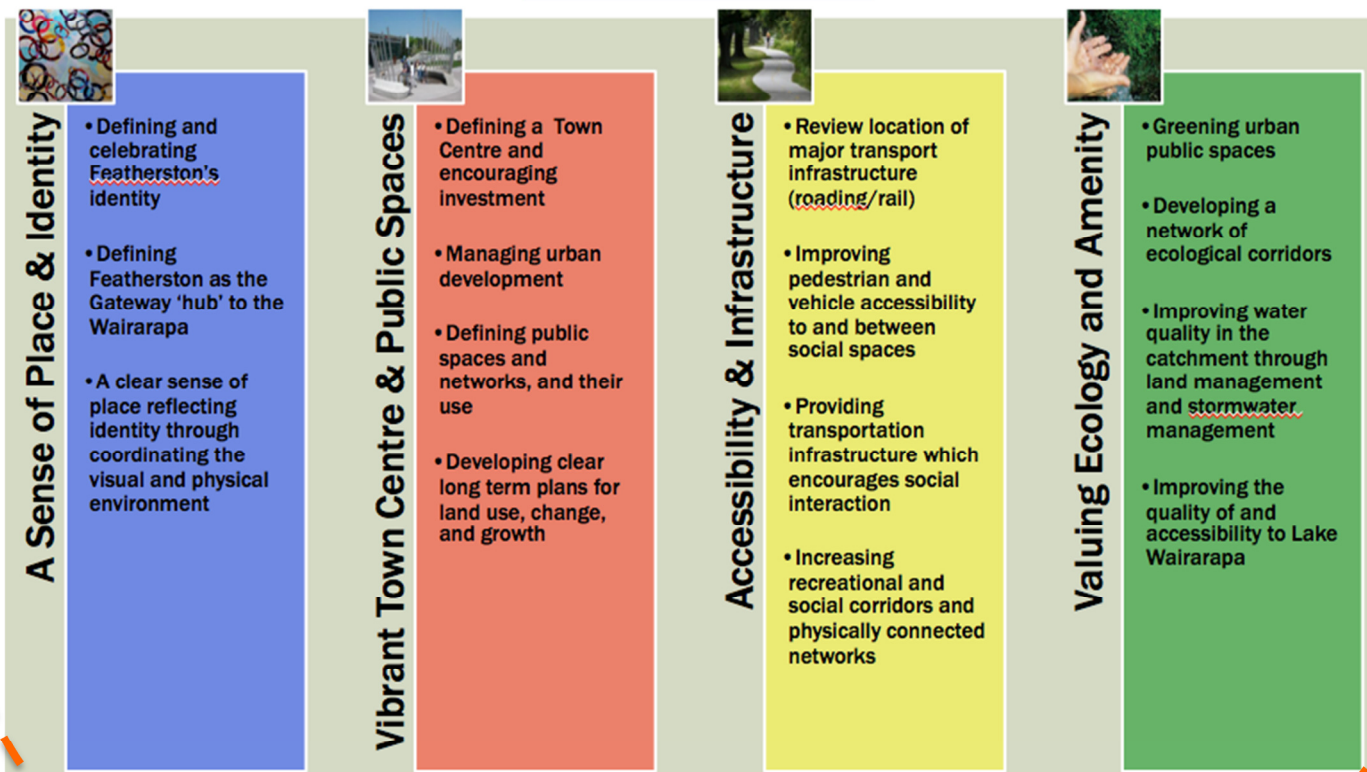 A Sense of Place & Identity
•Defining and
celebrating
Featherston's
identity
•Defining
Featherston as the
Gateway 'hub' to the
Wairarapa
•A clear sense of
place reflecting
identity through
coordinating the
visual and physical
environment
Vibrant Town Centre & Public Spaces
•Defining a Town
Centre and
encouraging
investment
•Managing urban
development
•Defining public
spaces and
networks, and their
use
•Developing clear
long term plans for
land use, change,
and growth
Accessibility & Infrastructure
•Review location of
major transport
infrastructure
(roading/rail)
•Improving
pedestrian and
vehicle accessibility
to and between
social spaces
•Providing
transportation
infrastructure which
encourages social
interaction
•Increasing
recreational and
social corridors and
physically connected
networks
Valuing Ecology and Amenity
•Greening urban
public spaces
•Developing a
network of
ecological corridors
•Improving water
quality in the
catchment through
land management
and stormwater
management
•Improving the
quality of and
accessibility to Lake
Wairarapa